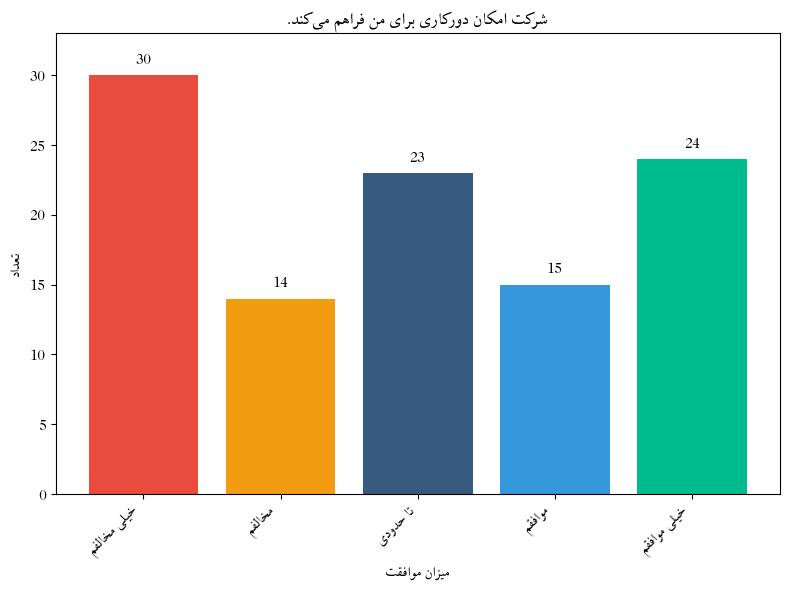 شرکت امکان دورکاری برای من فراهم می‌کند.
تعداد
30
25
20
15
10
5
0
30
14
23
15
24
خیلی مخالفم
مخالفم
تا حدودی
موافقم
خیلی موافقم
میزان موافقت